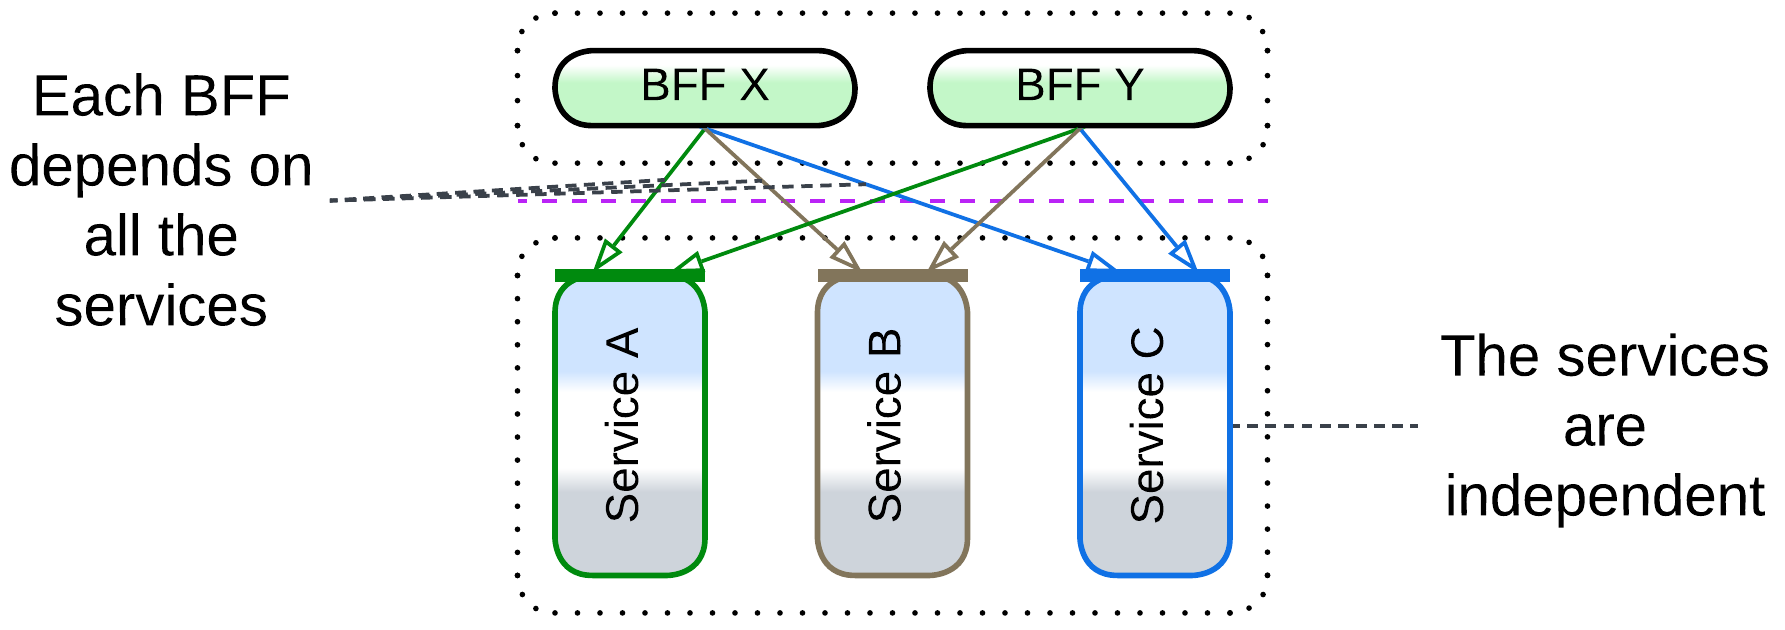 Each BFF
depends on
all the
services
BFF X
BFF Y
Service A
Service B
Service C
The services
are
independent